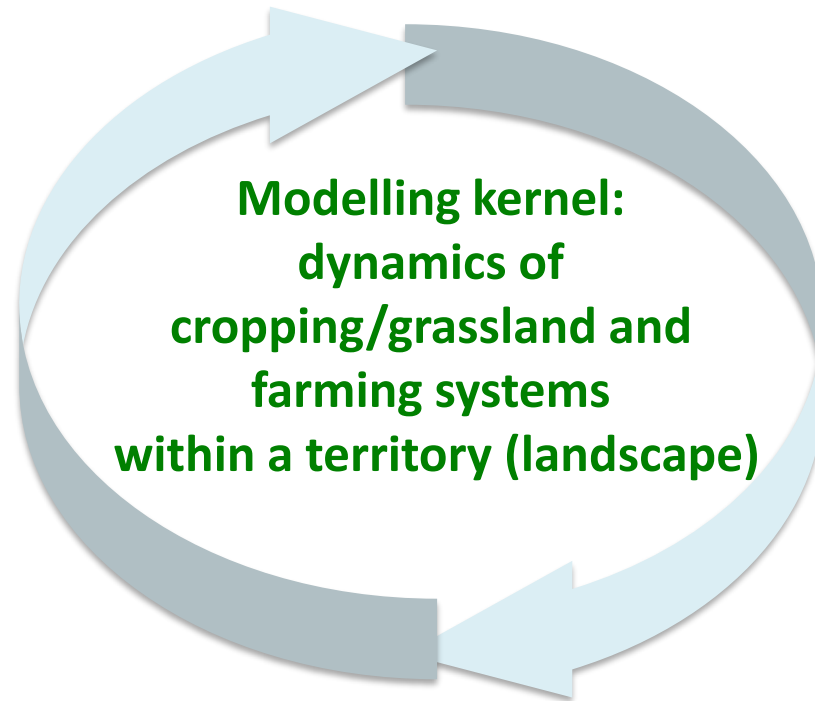 Modelling kernel:
dynamics of
cropping/grassland and
farming systems
within a territory (landscape)